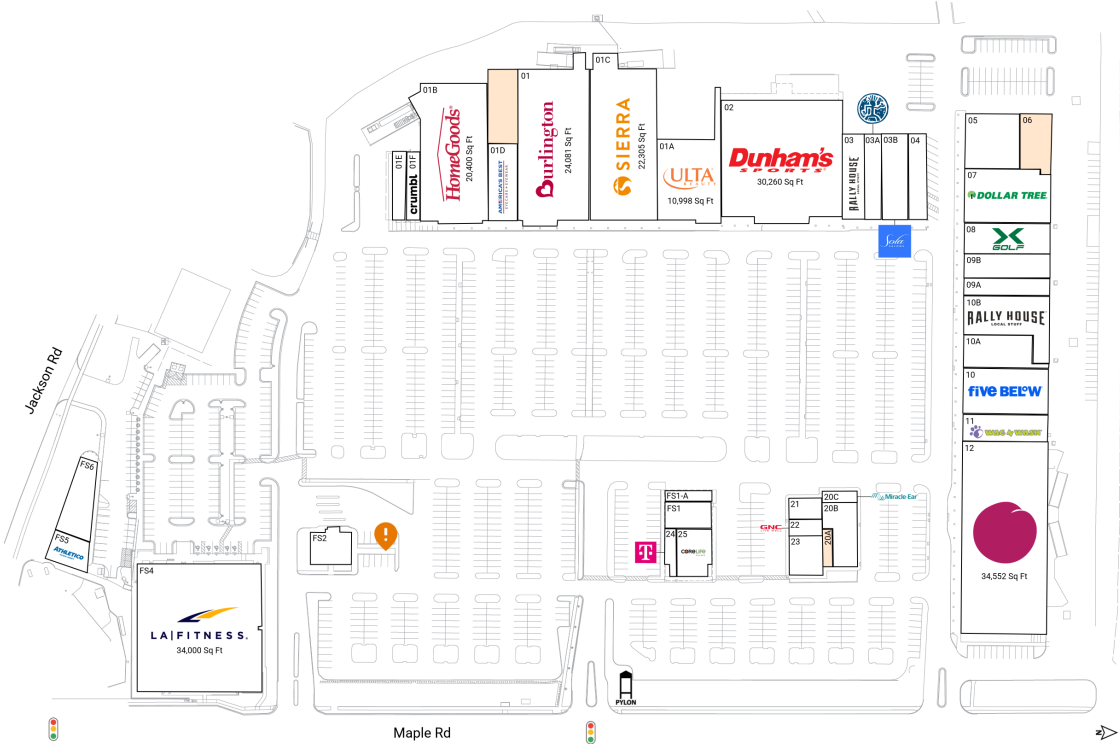 01C
01
01B
02
HomeGoods®
20,400 Sq Ft
Burlington
24,081 Sq Ft
SIERRA
22,305 Sq Ft
01A
ULTA
BEAUTY
10,998 Sq Ft
DUNHAM'S
SPORTS
30,260 Sq Ft
01E
01F
crumbl
01D
AMERICA'S BEST
03
03A
03B
04
RALLY HOUSE
Sola
05
06
07
DOLLAR TREE
08
X GOLF
09B
09A
10B
RALLY HOUSE
LOCAL STUFF
10A
10
five BELOW
11
WAG N WASH
12
34,552 Sq Ft
Jackson Rd
FS6
FS5
ATHLETICO
FS4
LA|FITNESS.
34,000 Sq Ft
FS2
!
FS1-A
FS1
24
25
T
CORELIFE
GNC
21
22
23
20C
20B
20A
Miracle-Ear
PYLON
Maple Rd
N